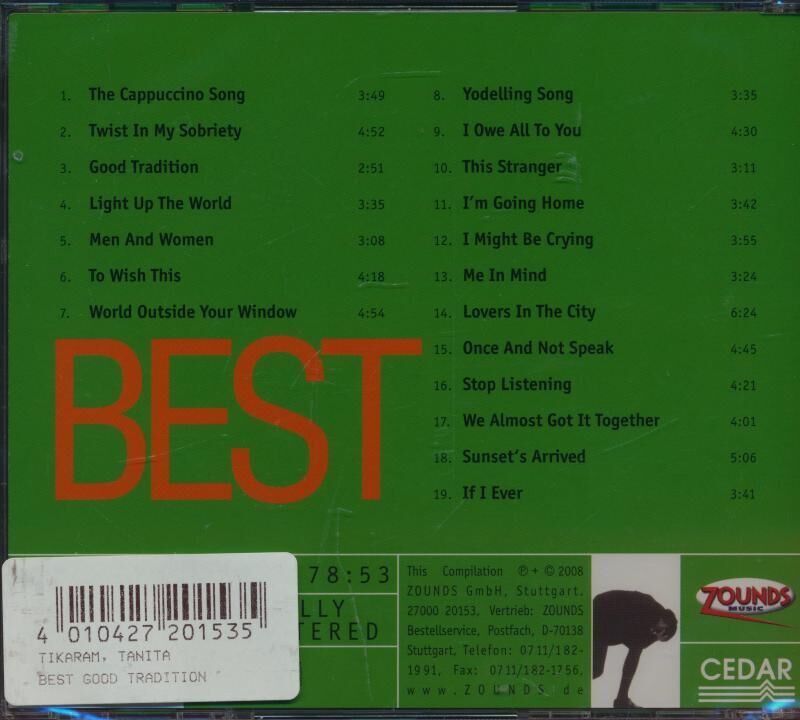 1. The Cappuccino Song 3:49
2. Twist In My Sobriety 4:52
3. Good Tradition 2:51
4. Light Up The World 3:35
5. Men And Women 3:08
6. To Wish This 4:18
7. World Outside Your Window 4:54
8. Yodelling Song 3:35
9. I Owe All To You 4:30
10. This Stranger 3:11
11. I'm Going Home 3:42
12. I Might Be Crying 3:55
13. Me In Mind 3:24
14. Lovers In The City 6:24
15. Once And Not Speak 4:45
16. Stop Listening 4:21
17. We Almost Got It Together 4:01
18. Sunset's Arrived 5:06
19. If I Ever 3:41
BEST
78:53
LLY
TERED
4 010427 201535
TIKARAM, TANITA
BEST GOOD TRADITION
This Compilation ℗ + © 2008
ZOUNDS GmbH, Stuttgart.
27000 20153, Vertrieb: ZOUNDS
Bestellservice, Postfach, D-70138
Stuttgart, Telefon: 0711/182-
1991, Fax: 0711/182-1756,
www.ZOUNDS.de
ZOUNDS
MUSIC
CEDAR